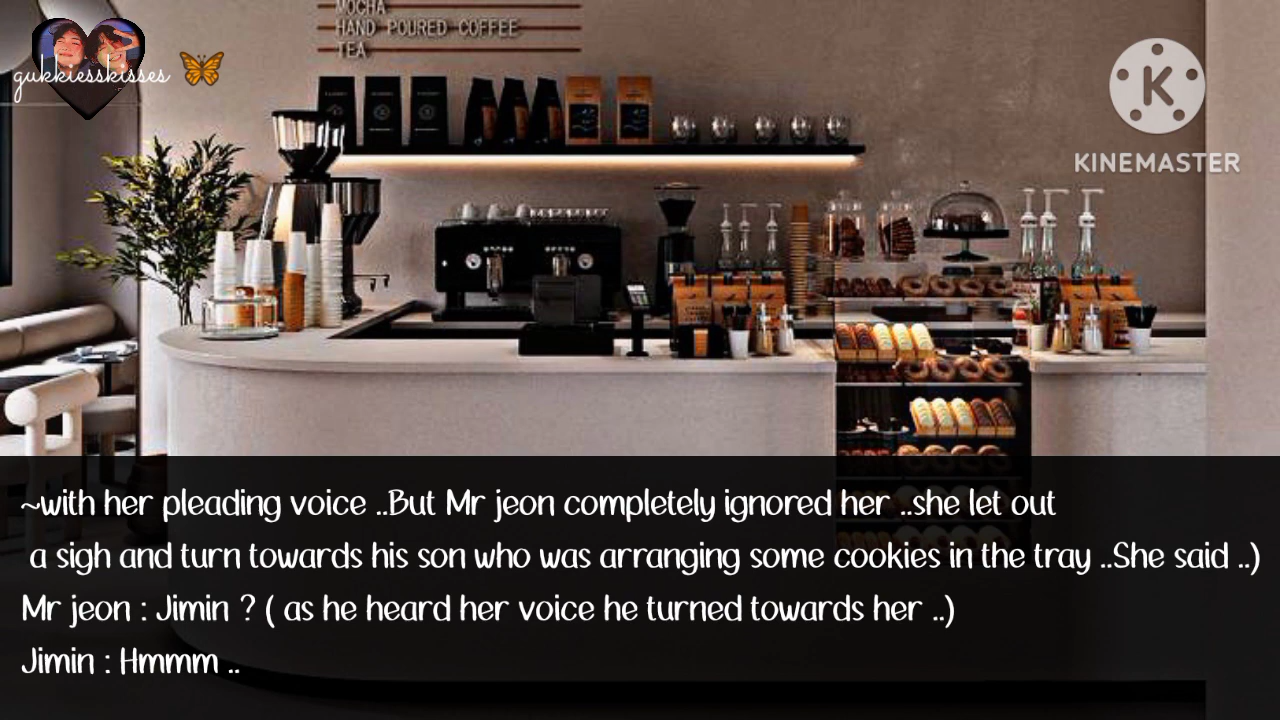 MOCHA
HAND POURED COFFEE
TEA
gukkiesskisses
K
KINEMASTER
~with her pleading voice ..But Mr jeon completely ignored her ..she let out
a sigh and turn towards his son who was arranging some cookies in the tray ..She said ..)
Mr jeon : Jimin ? ( as he heard her voice he turned towards her ..)
Jimin : Hmmm ..